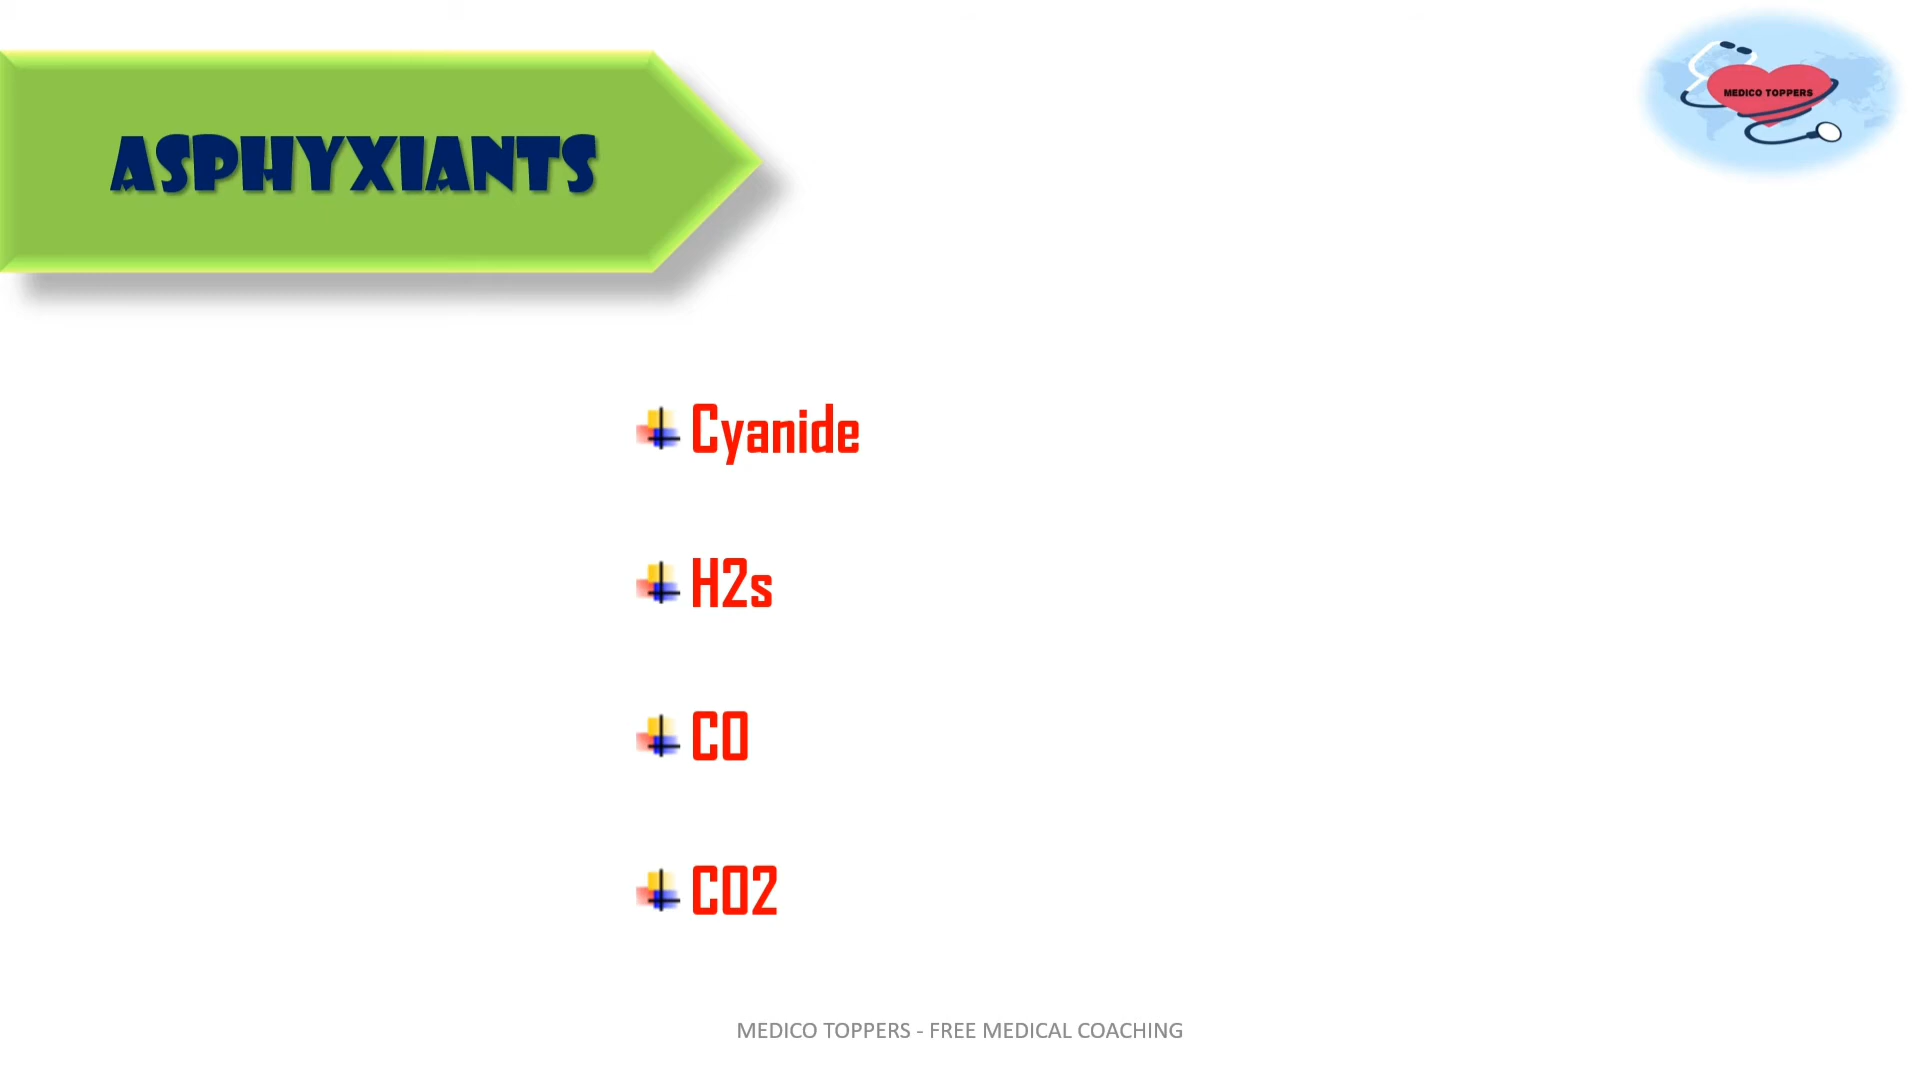 MEDICO TOPPERS
ASPHYXIANTS
Cyanide
H2s
CO
CO2
MEDICO TOPPERS - FREE MEDICAL COACHING